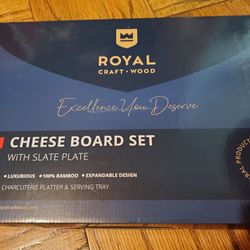 ROYAL
CRAFT • WOOD
Excellence You Deserve
CHEESE BOARD SET
WITH SLATE PLATE
• LUXURIOUS • 100% BAMBOO • EXPANDABLE DESIGN
CHARCUTERIE PLATTER & SERVING TRAY